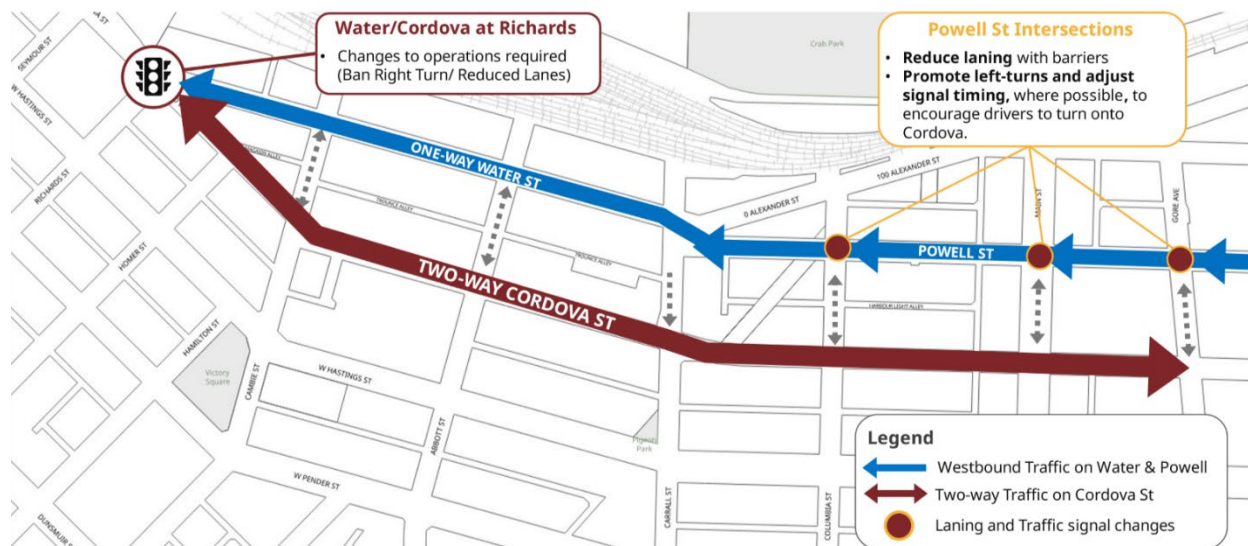 Water/Cordova at Richards
• Changes to operations required
(Ban Right Turn/ Reduced Lanes)
Powell St Intersections
• Reduce laning with barriers
• Promote left-turns and adjust
signal timing, where possible, to
encourage drivers to turn onto
Cordova.
Crab Park
SEYMOUR ST
W HASTINGS ST
RICHARDS ST
HOMER ST
HAMILTON ST
Victory
Square
CAMBIE ST
W HASTINGS ST
ABBOTT ST
W PENDER ST
ONE-WAY WATER ST
TROUNCE ALLEY
TROUNCE ALLEY
TWO-WAY CORDOVA ST
100 ALEXANDER ST
0 ALEXANDER ST
MAIN ST
GORE AVE
POWELL ST
HARBOUR LIGHT ALLEY
Park
CARRALL ST
COLUMBIA ST
Legend
Westbound Traffic on Water & Powell
Two-way Traffic on Cordova St
Laning and Traffic signal changes